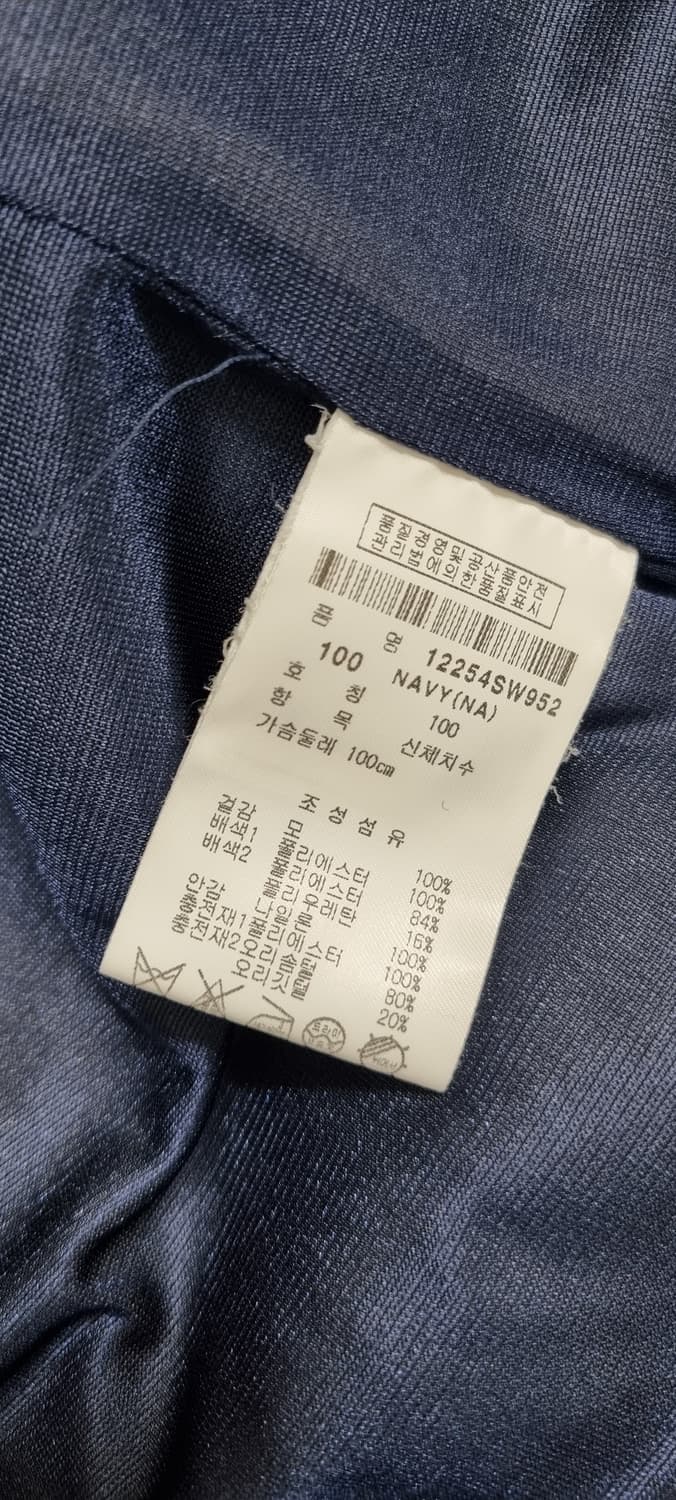 품질경영 및 공산품안전
관리법에 의한 품질표시
품 명 12254SW952
100 NAVY(NA)
호 칭 100
항 목 신체치수
가슴둘레 100cm
조 성 섬 유
겉감 폴리에스터 100%
배색1 폴리에스터 100%
배색2 84%
폴리우레탄 16%
안감 100%
충전재1 폴리에스터 100%
충전재2 오리솜털 80%
오리깃털 20%
드라이